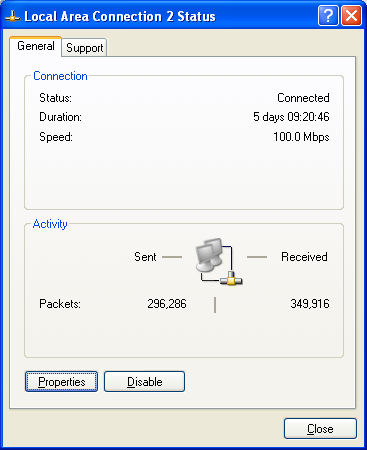 Local Area Connection 2 Status
General Support
Connection
Status: Connected
Duration: 5 days 09:20:46
Speed: 100.0 Mbps
Activity
Sent Received
Packets: 296,286 349,916
Properties Disable
Close